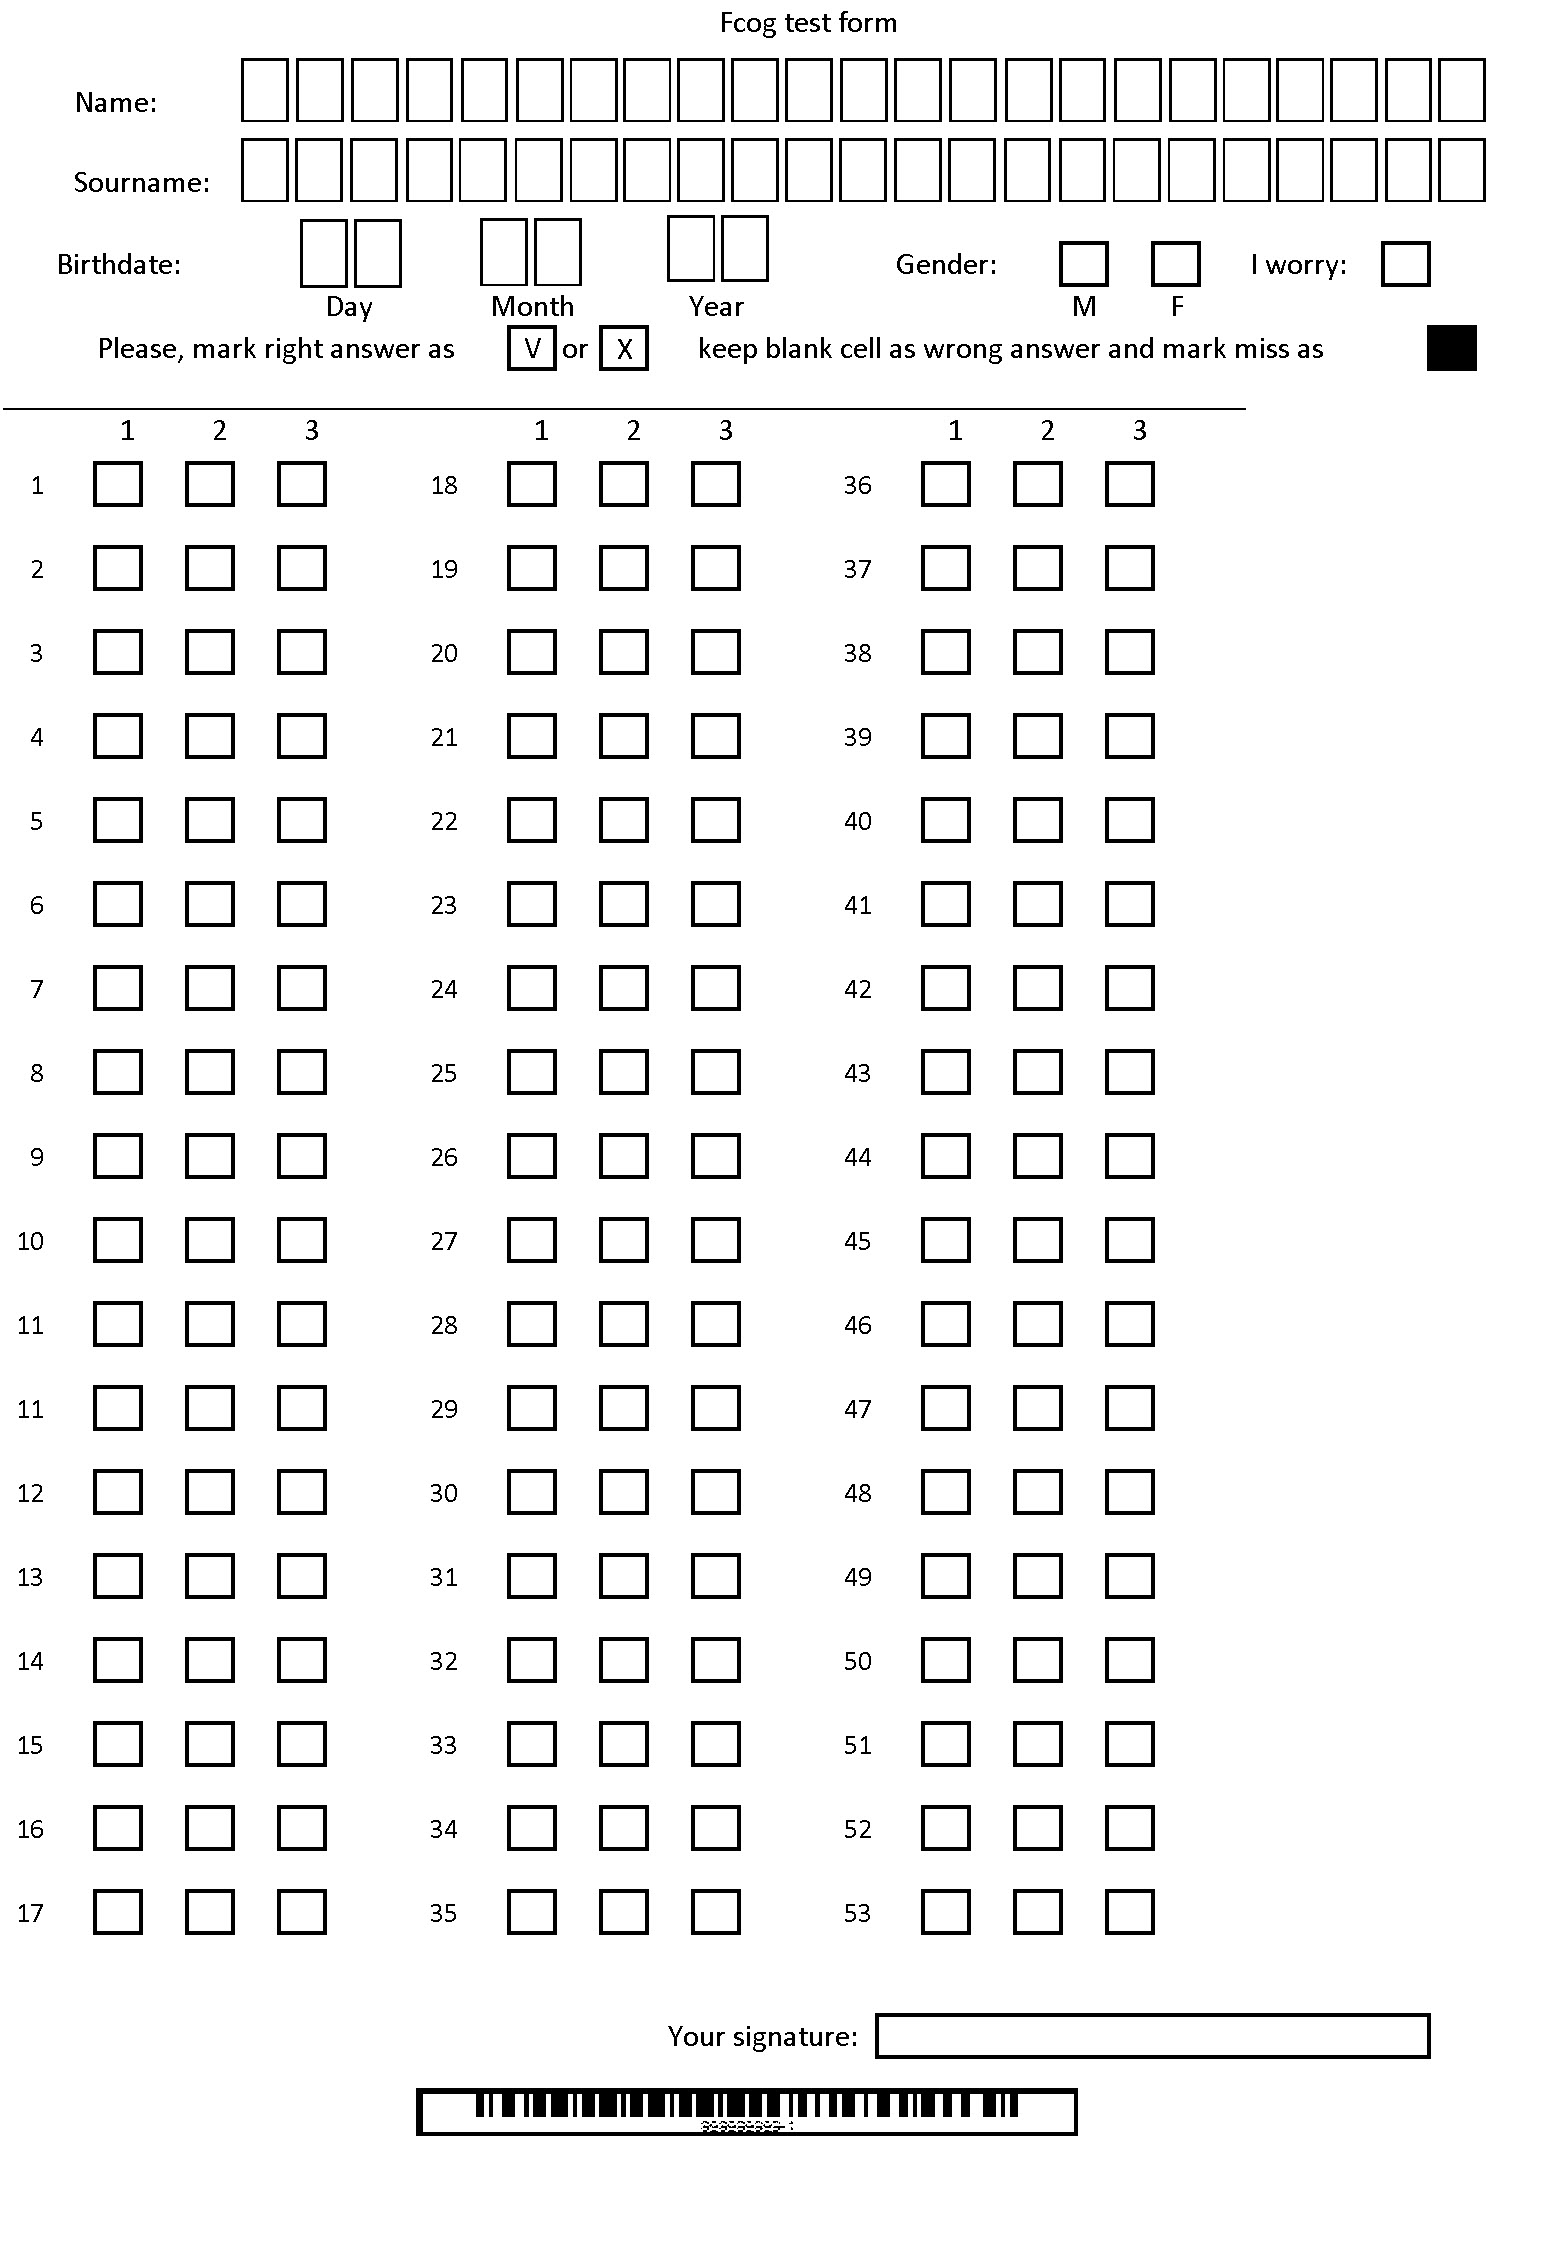 Fcog test form
Name:
Sourname:
Birthdate: Gender: I worry:
Day Month Year M F
Please, mark right answer as V or X keep blank cell as wrong answer and mark miss as
1 2 3 1 2 3 1 2 3
1 18 36
2 19 37
3 20 38
4 21 39
5 22 40
6 23 41
7 24 42
8 25 43
9 26 44
10 27 45
11 28 46
11 29 47
12 30 48
13 31 49
14 32 50
15 33 51
16 34 52
17 35 53
Your signature: